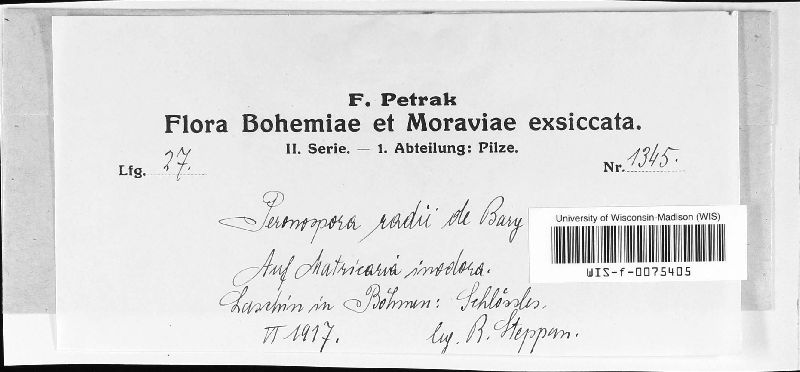 F. Petrak
Flora Bohemiae et Moraviae exsiccata.
II. Serie. — 1. Abteilung: Pilze.
Lfg. 27. Nr. 1345.
Peronospora radii de Bary
Auf Matricaria inodora.
in Böhmen: Schlössles.
VI 1917. leg. R. Steppan.
University of Wisconsin-Madison (WIS)
WIS-f-0075405